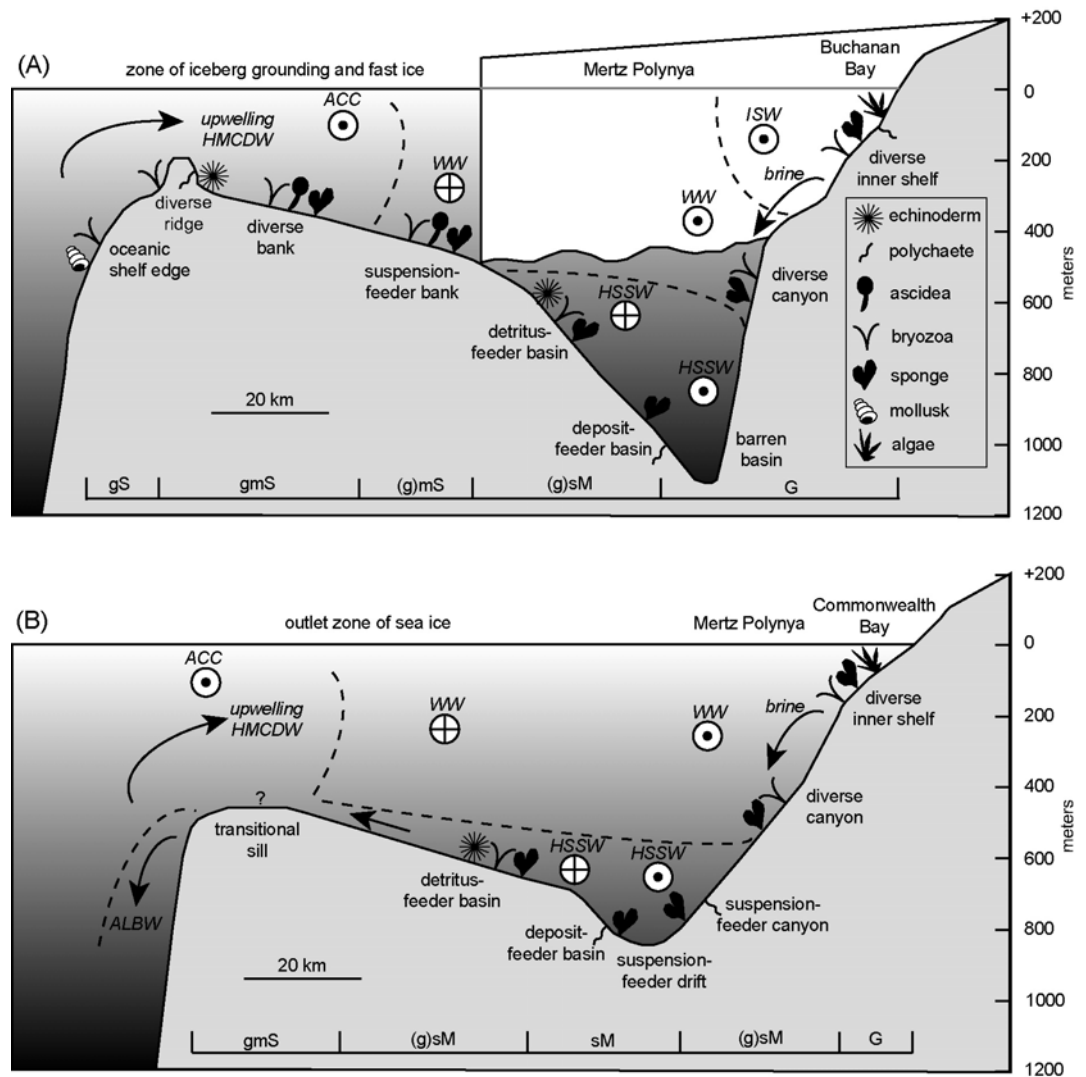 (A)
zone of iceberg grounding and fast ice
Mertz Polynya
Buchanan
Bay
+200
0
200
400
600
800
1000
1200
meters
ACC
upwelling
HMCDW
WW
ISW
WW
brine
diverse
inner shelf
diverse
ridge
diverse
bank
oceanic
shelf edge
suspension-
feeder bank
diverse
canyon
HSSW
detritus-
feeder basin
HSSW
deposit-
feeder basin
barren
basin
20 km
echinoderm
polychaete
ascidea
bryozoa
sponge
mollusk
algae
gS
gmS
(g)mS
(g)sM
G
(B)
outlet zone of sea ice
Mertz Polynya
Commonwealth
Bay
+200
0
200
400
600
800
1000
1200
meters
ACC
upwelling
HMCDW
WW
WW
brine
diverse
inner shelf
diverse
canyon
?
transitional
sill
ALBW
detritus-
feeder basin
HSSW
HSSW
deposit-
feeder basin
suspension-
feeder drift
suspension-
feeder canyon
20 km
gmS
(g)sM
sM
(g)sM
G